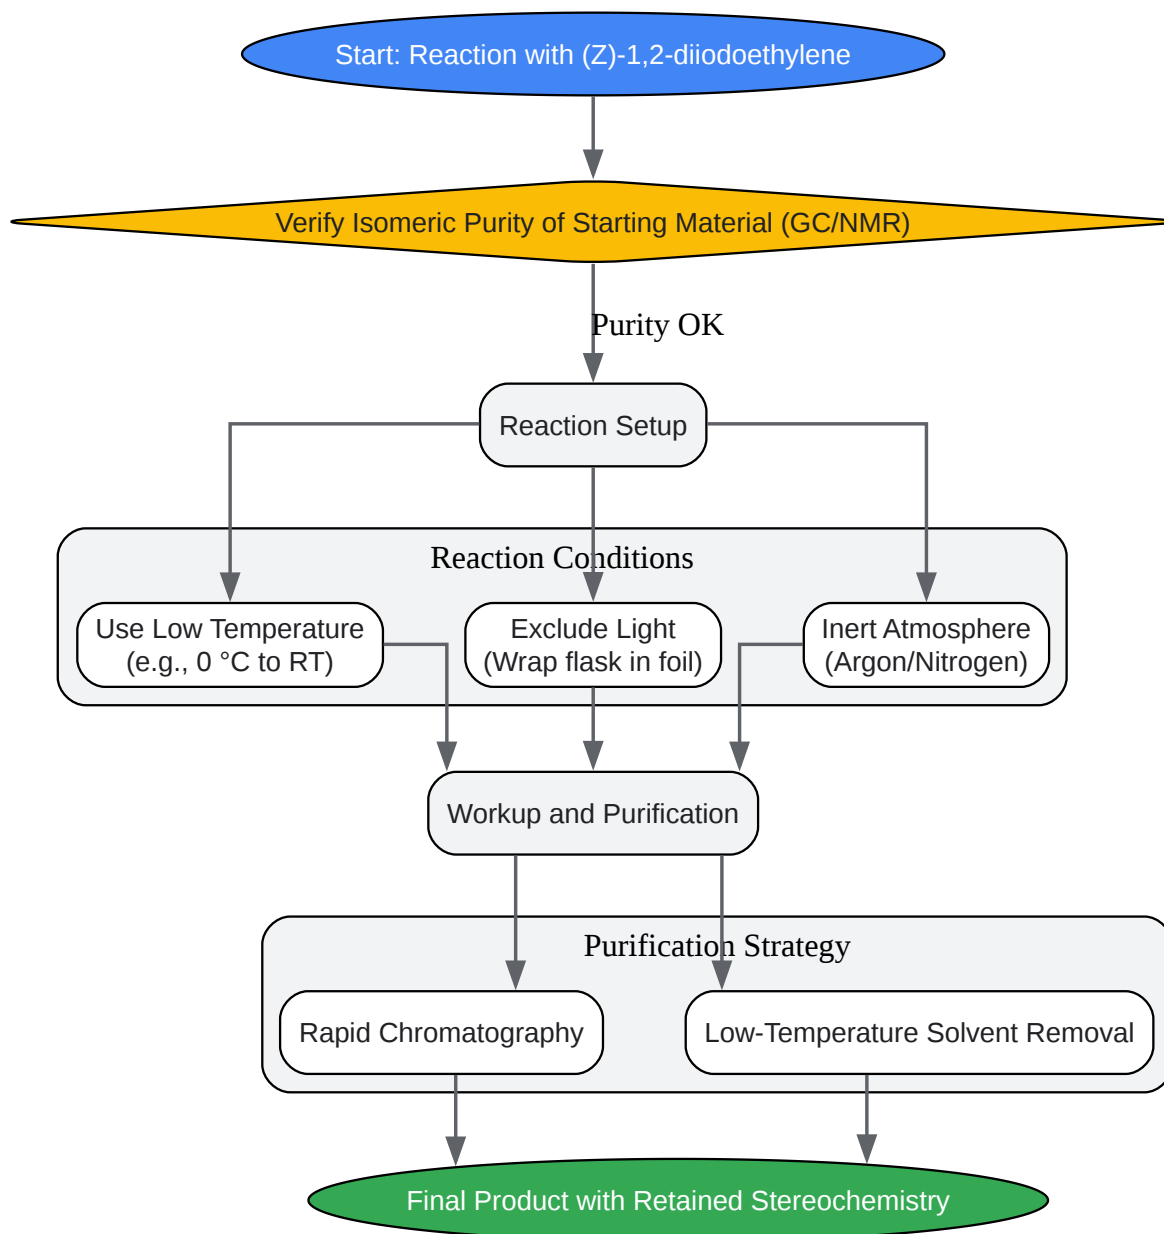 Start: Reaction with (Z)-1,2-diiodoethylene
Verify Isomeric Purity of Starting Material (GC/NMR)
Purity OK
Reaction Setup
Reaction Conditions
Use Low Temperature
(e.g., 0 °C to RT)
Exclude Light
(Wrap flask in foil)
Inert Atmosphere
(Argon/Nitrogen)
Workup and Purification
Purification Strategy
Rapid Chromatography
Low-Temperature Solvent Removal
Final Product with Retained Stereochemistry